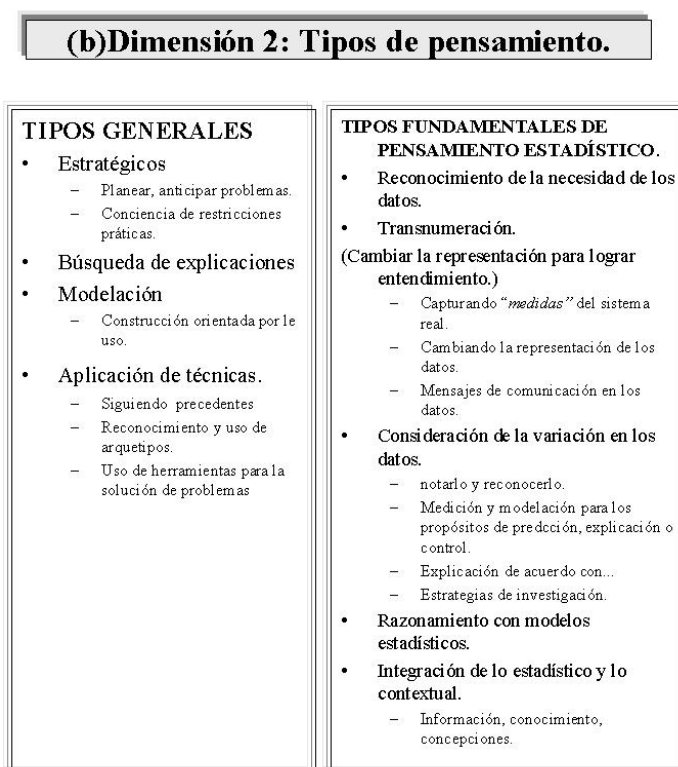 (b)Dimensión 2: Tipos de pensamiento.
TIPOS GENERALES
• Estratégicos
– Planear, anticipar problemas.
– Conciencia de restricciones
práticas.
• Búsqueda de explicaciones
• Modelación
– Construcción orientada por le
uso.
• Aplicación de técnicas.
– Siguiendo precedentes
– Reconocimiento y uso de
arquetipos.
– Uso de herramientas para la
solución de problemas
TIPOS FUNDAMENTALES DE
PENSAMIENTO ESTADÍSTICO.
• Reconocimiento de la necesidad de los
datos.
• Transnumeración.
(Cambiar la representación para lograr
entendimiento.)
– Capturando “medidas” del sistema
real.
– Cambiando la representación de los
datos.
– Mensajes de comunicación en los
datos.
• Consideración de la variación en los
datos.
– notarlo y reconocerlo.
– Medición y modelación para los
propósitos de predcción, explicación o
control.
– Explicación de acuerdo con...
– Estrategias de investigación.
• Razonamiento con modelos
estadísticos.
• Integración de lo estadístico y lo
contextual.
– Información, conocimiento,
concepciones.